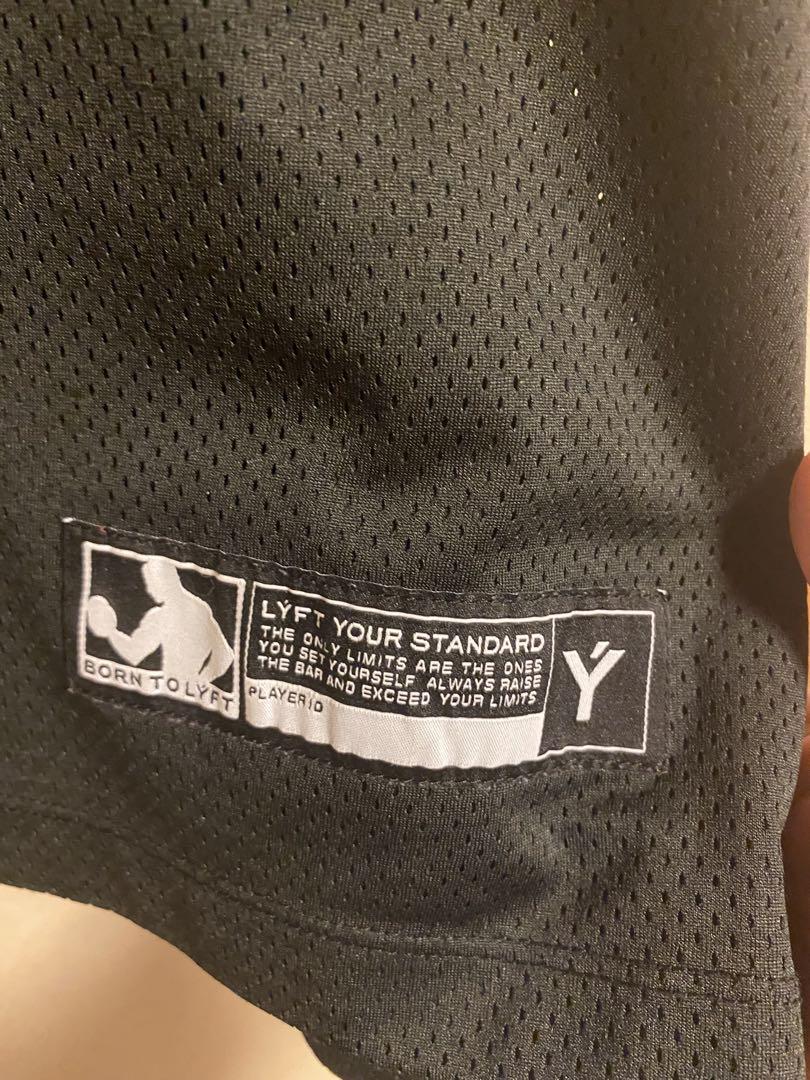 BORN TO LÝFT
LÝFT YOUR STANDARD
THE ONLY LIMITS ARE THE ONES
YOU SET YOURSELF ALWAYS RAISE
THE BAR AND EXCEED YOUR LIMITS
PLAYER ID
Ý